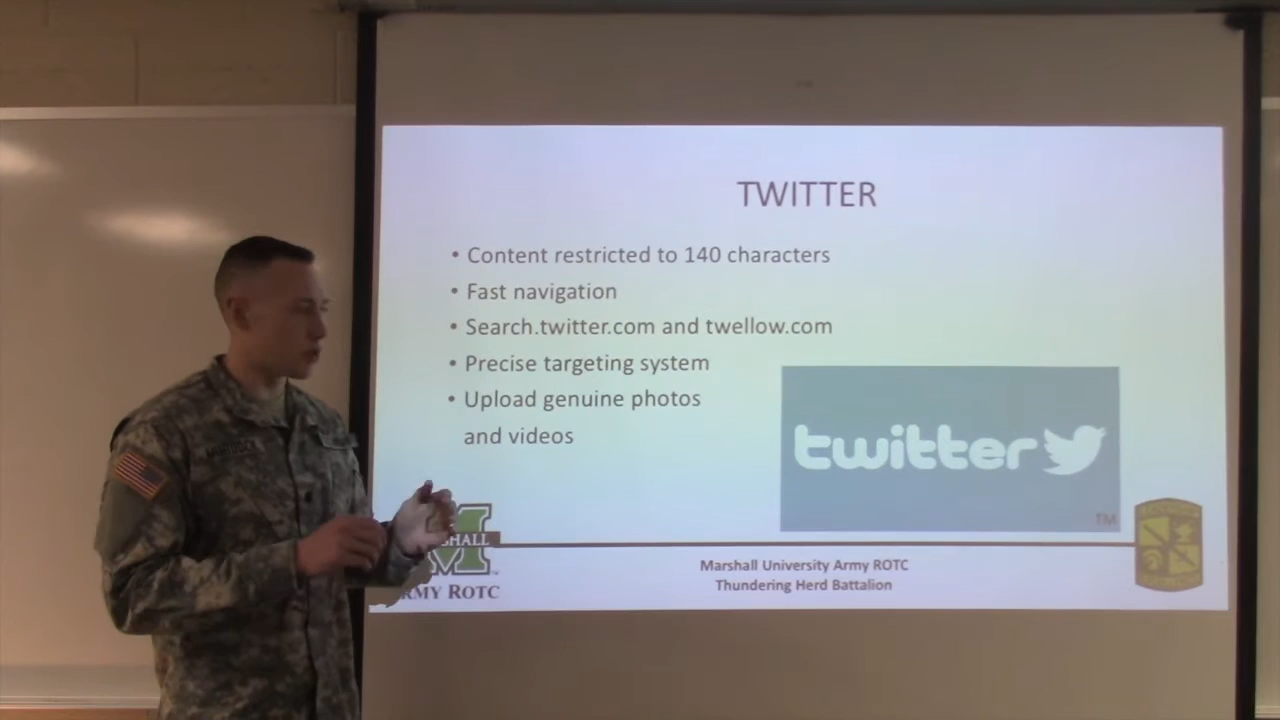 TWITTER
• Content restricted to 140 characters
• Fast navigation
• Search.twitter.com and twellow.com
• Precise targeting system
• Upload genuine photos
and videos
twitter
TM
SHALL
RMY ROTC
Marshall University Army ROTC
Thundering Herd Battalion